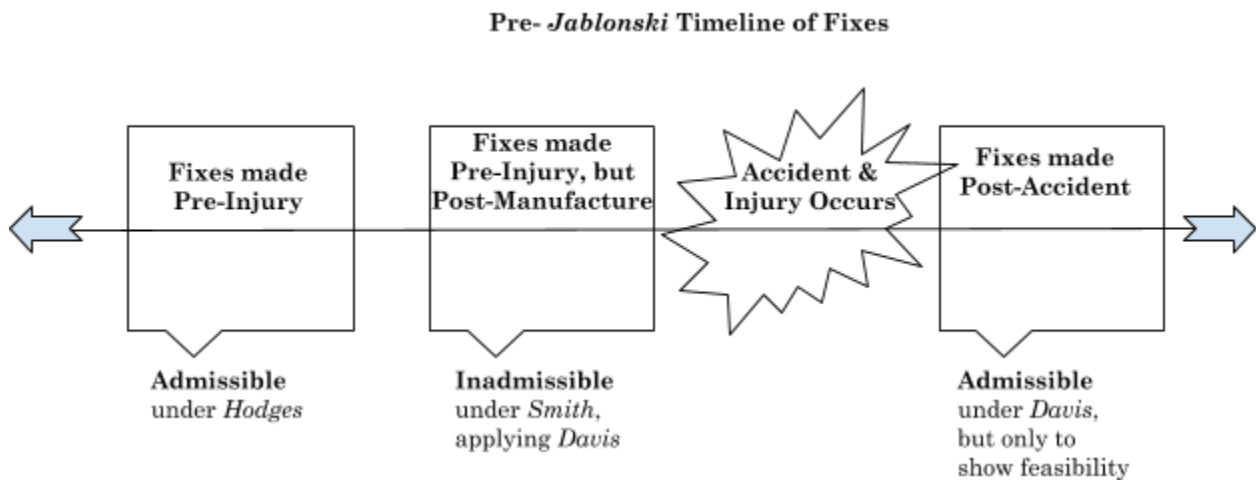 Pre- Jablonski Timeline of Fixes
Fixes made
Pre-Injury
Fixes made
Pre-Injury, but
Post-Manufacture
Accident &
Injury Occurs
Fixes made
Post-Accident
Admissible
under Hodges
Inadmissible
under Smith,
applying Davis
Admissible
under Davis,
but only to
show feasibility